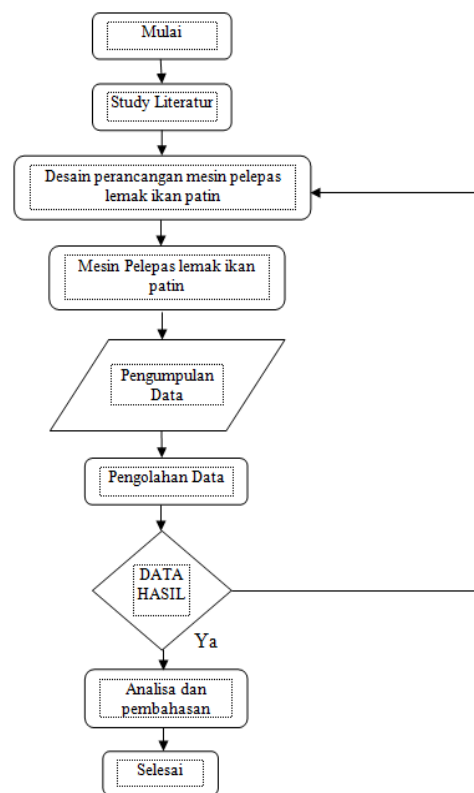 Mulai
Study Literatur
Desain perancangan mesin pelepas
lemak ikan patin
Mesin Pelepas lemak ikan
patin
Pengumpulan
Data
Pengolahan Data
DATA
HASIL
Ya
Analisa dan
pembahasan
Selesai